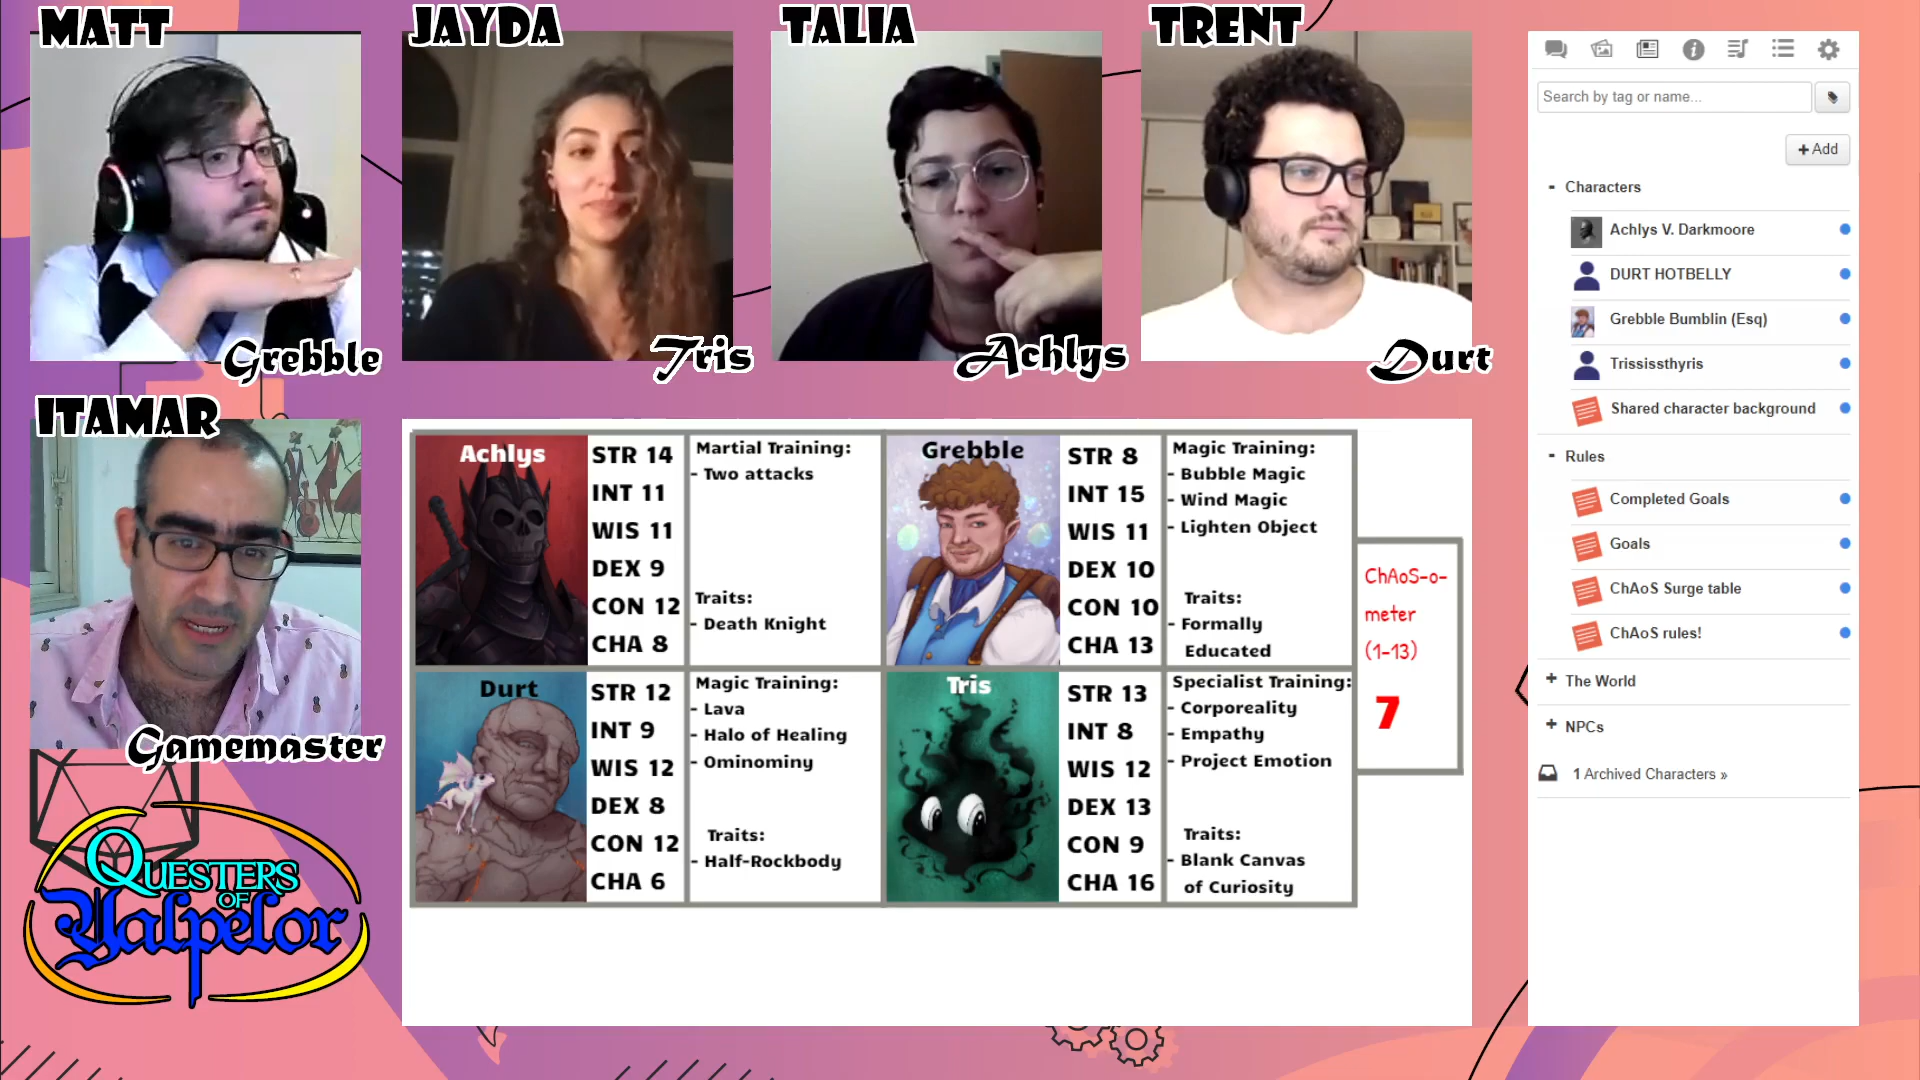 MATT
JAYDA
TALIA
TRENT
Grebble
Tris
Achlys
Durt
ITAMAR
Gamemaster
QUESTERS
OF
Yalpelor
Achlys
STR 14
INT 11
WIS 11
DEX 9
CON 12
CHA 8
Martial Training:
- Two attacks
Traits:
- Death Knight
Grebble
STR 8
INT 15
WIS 11
DEX 10
CON 10
CHA 13
Magic Training:
- Bubble Magic
- Wind Magic
- Lighten Object
Traits:
- Formally
Educated
Durt
STR 12
INT 9
WIS 12
DEX 8
CON 12
CHA 6
Magic Training:
- Lava
- Halo of Healing
- Ominominy
Traits:
- Half-Rockbody
Tris
STR 13
INT 8
WIS 12
DEX 13
CON 9
CHA 16
Specialist Training:
- Corporeality
- Empathy
- Project Emotion
Traits:
- Blank Canvas
of Curiosity
ChAoS-o-
meter
(1-13)
7
Search by tag or name...
+ Add
- Characters
Achlys V. Darkmoore
DURT HOTBELLY
Grebble Bumblin (Esq)
Trississthyris
Shared character background
- Rules
Completed Goals
Goals
ChAoS Surge table
ChAoS rules!
+ The World
+ NPCs
1 Archived Characters »